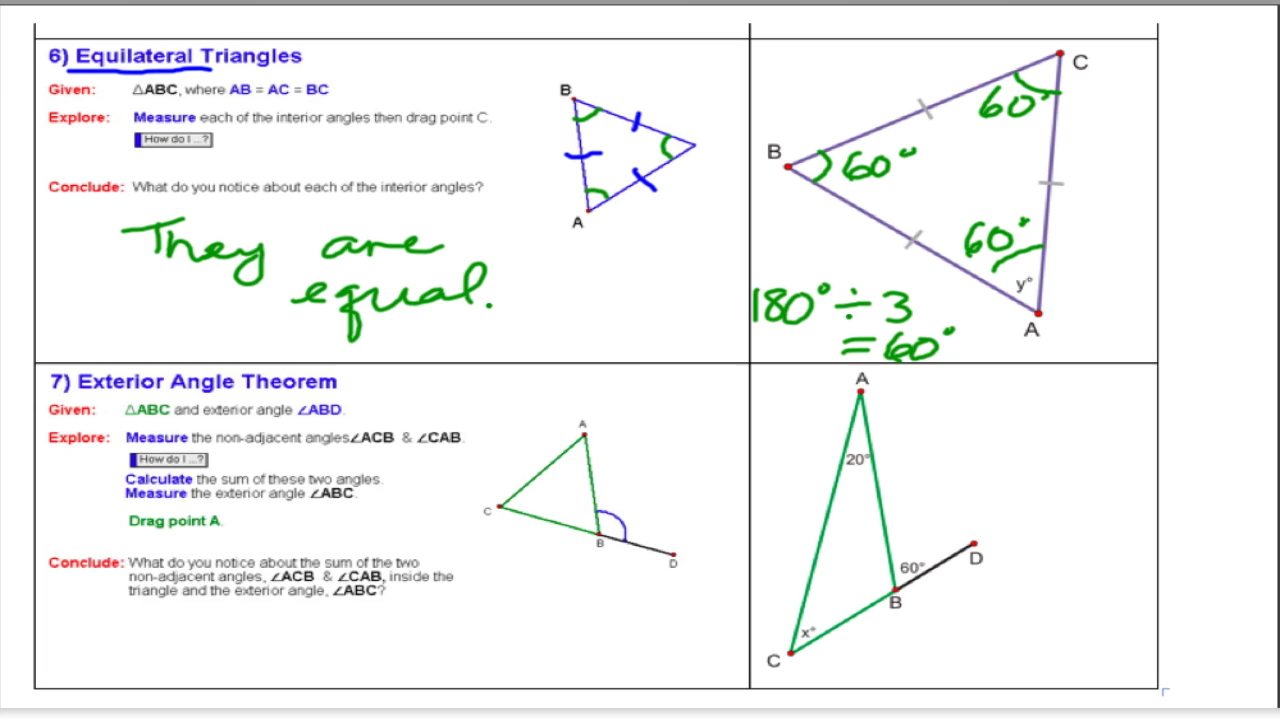 6) Equilateral Triangles
Given: △ABC, where AB = AC = BC
Explore: Measure each of the interior angles then drag point C.
How do I ...?
Conclude: What do you notice about each of the interior angles?
They are
equal.
B
A
C
60°
B
60°
60°
y°
A
180° ÷ 3
= 60°
7) Exterior Angle Theorem
Given: △ABC and exterior angle ∠ABD.
Explore: Measure the non-adjacent angles∠ACB & ∠CAB.
How do I ...?
Calculate the sum of these two angles.
Measure the exterior angle ∠ABC.
Drag point A.
Conclude: What do you notice about the sum of the two
non-adjacent angles, ∠ACB & ∠CAB, inside the
triangle and the exterior angle, ∠ABC?
A
C
B
D
A
20°
60°
D
B
x°
C